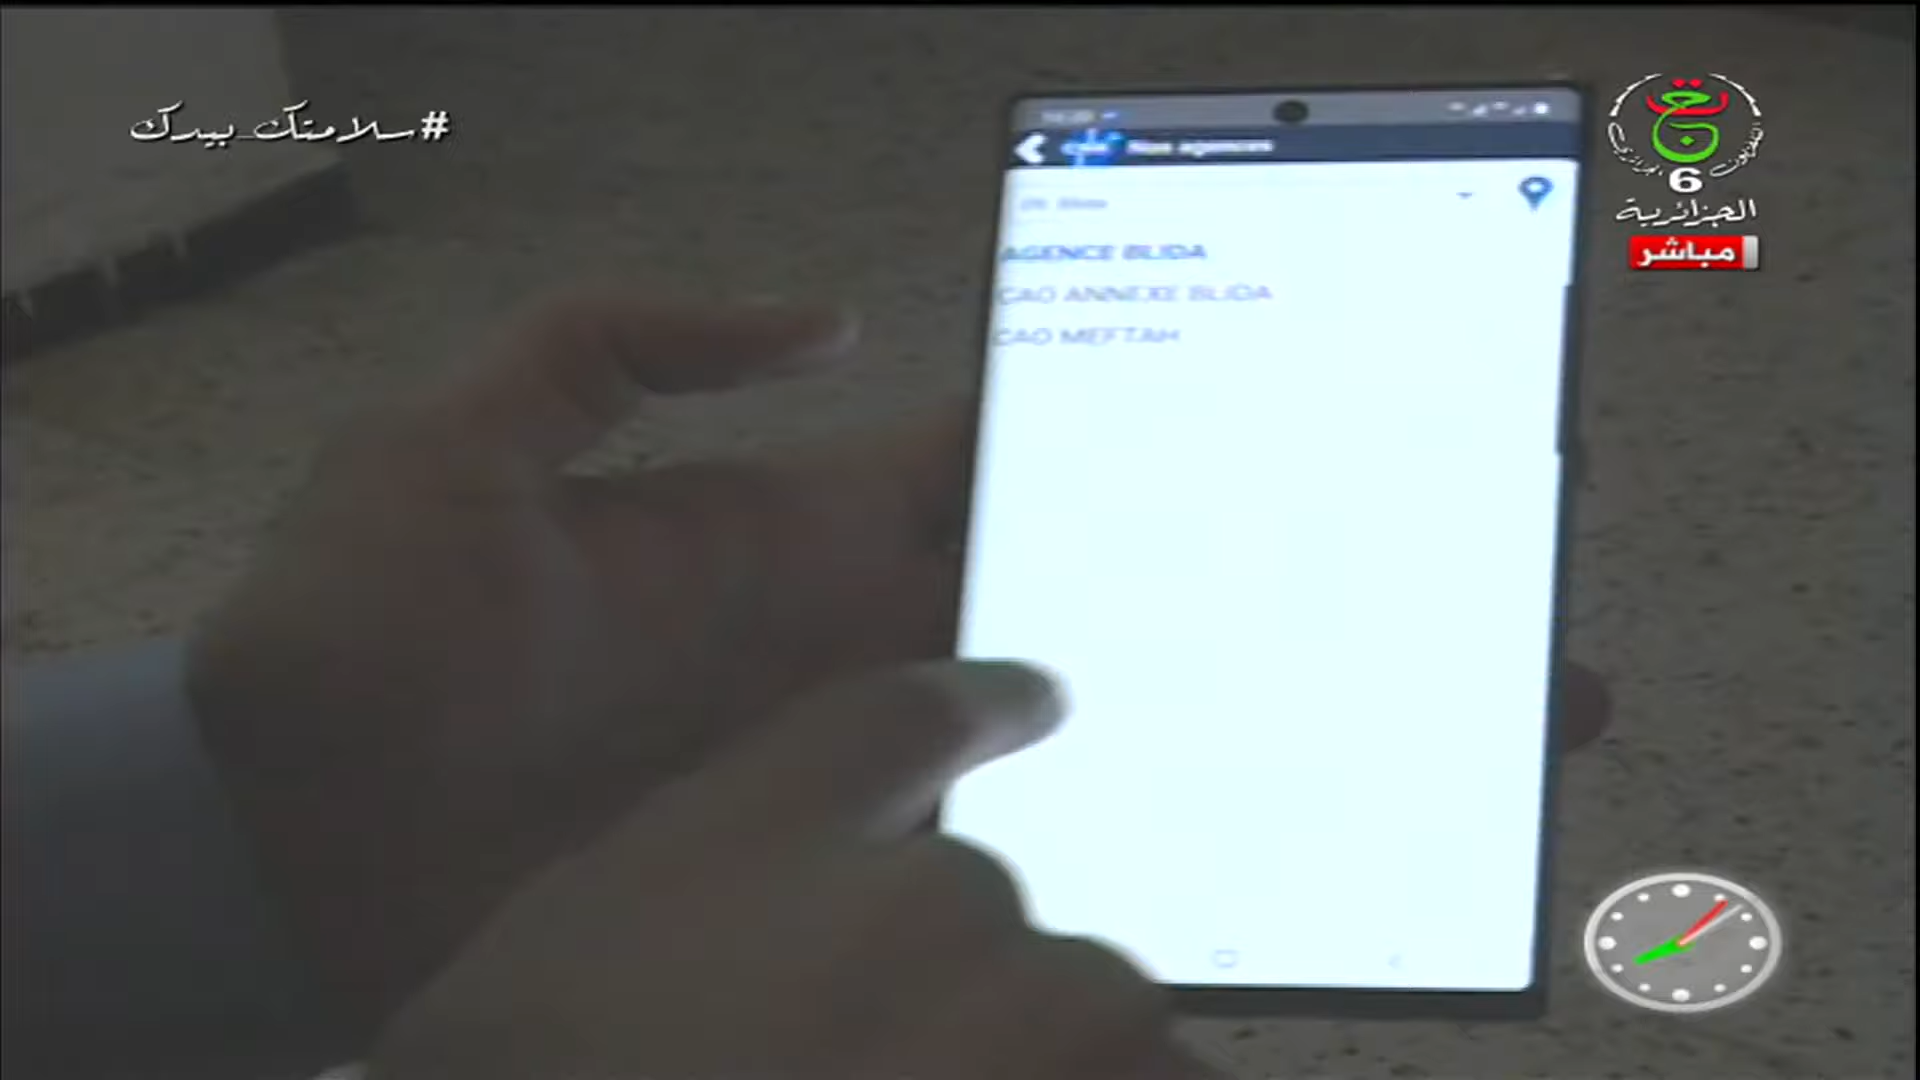 #سلامتك_بيدك
6
الجزائرية
مباشر
Nos agences
AGENCE BLIDA
CAO ANNEXE BLIDA
CAO MEFTAH